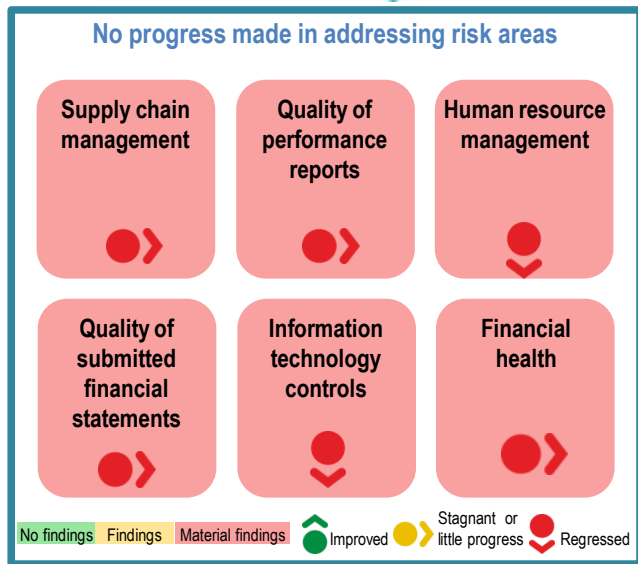 No progress made in addressing risk areas
Supply chain
management
Quality of
performance
reports
Human resource
management
Quality of
submitted
financial
statements
Information
technology
controls
Financial
health
No findings
Findings
Material findings
Improved
Stagnant or
little progress
Regressed